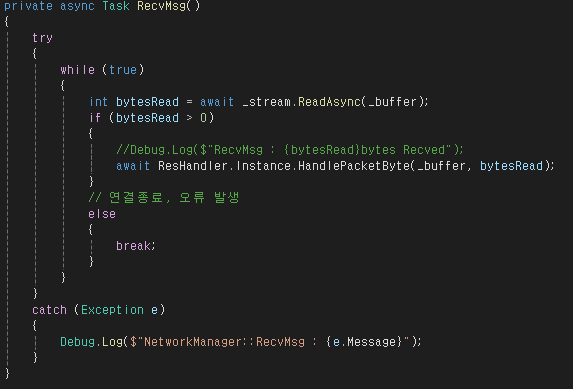 private async Task RecvMsg()
{
    try
    {
        while (true)
        {
            int bytesRead = await _stream.ReadAsync(_buffer);
            if (bytesRead > 0)
            {
                //Debug.Log($"RecvMsg : {bytesRead}bytes Recved");
                await ResHandler.Instance.HandlePacketByte(_buffer, bytesRead);
            }
            // 연결종료, 오류 발생
            else
            {
                break;
            }
        }
    }
    catch (Exception e)
    {
        Debug.Log($"NetworkManager::RecvMsg : {e.Message}");
    }
}